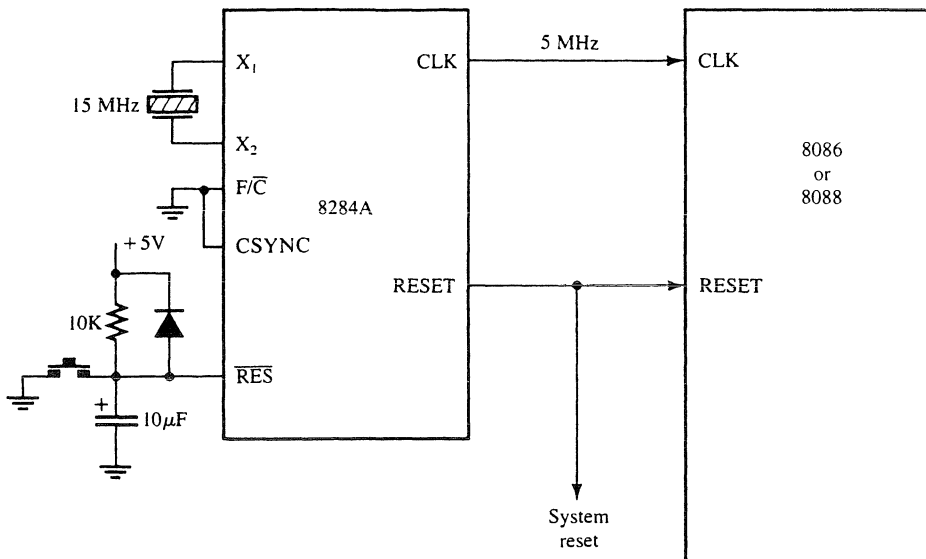 X₁
CLK
5 MHz
CLK
15 MHz
X₂
8086
or
8088
F/C̅
8284A
CSYNC
+5V
RESET
RESET
10K
R̅E̅S̅
+
10μF
System
reset